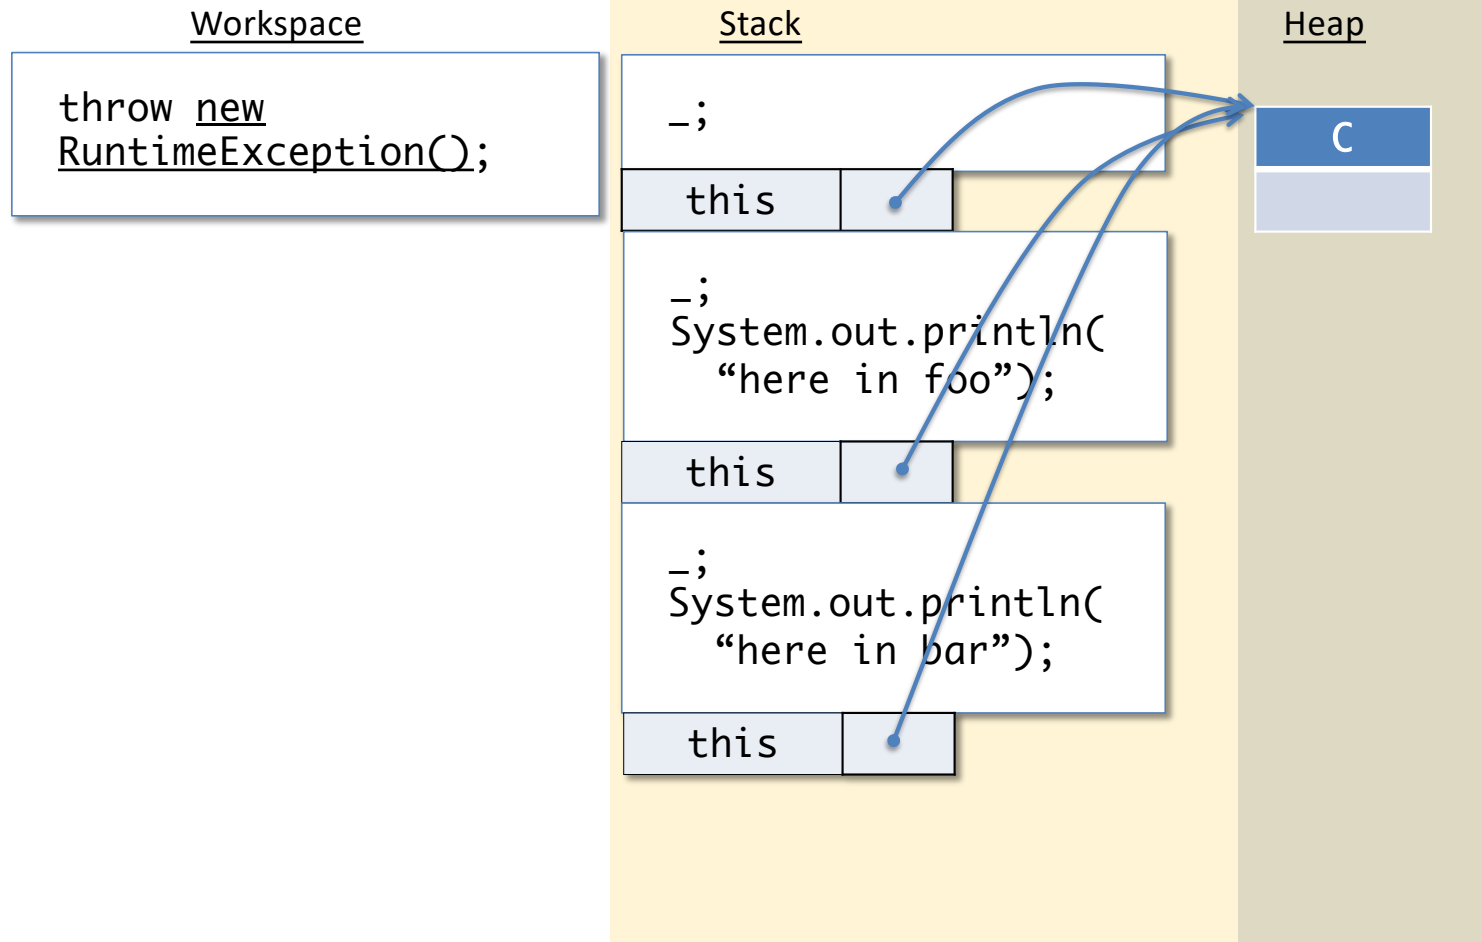 Workspace
throw new
RuntimeException();
Stack
_;
this
_;
System.out.println(
“here in foo”);
this
_;
System.out.println(
“here in bar”);
this
Heap
C